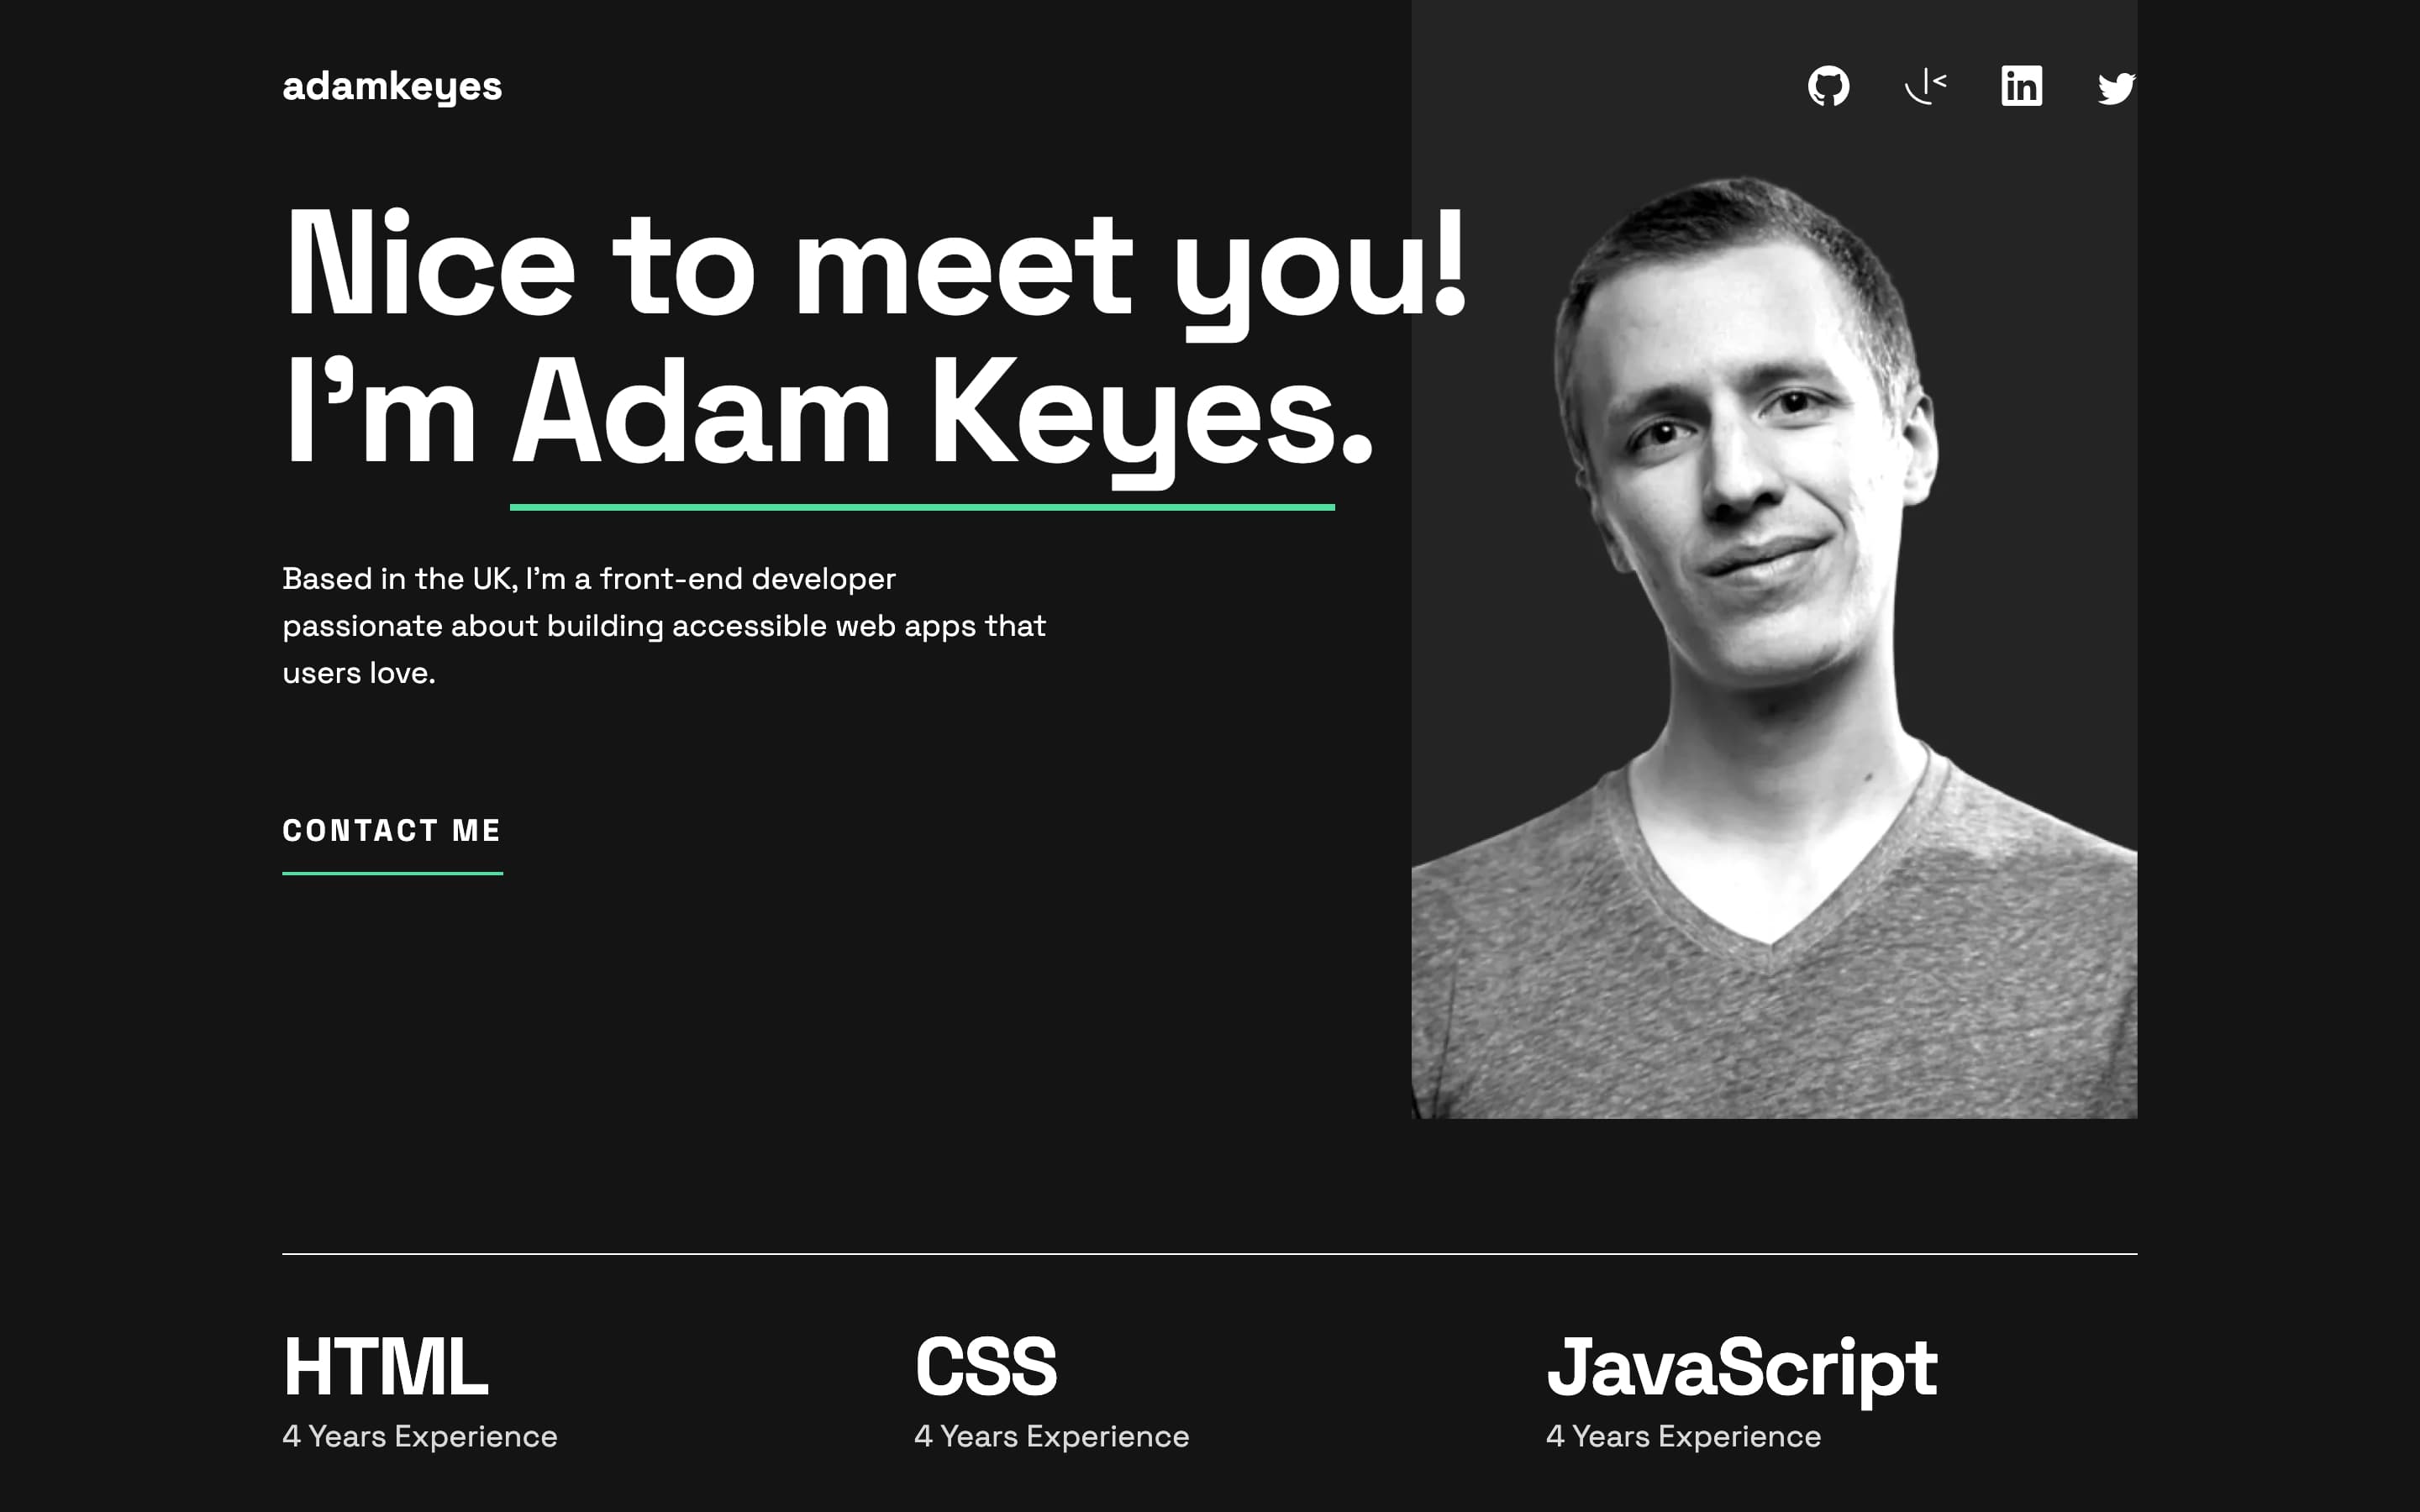 adamkeyes
Nice to meet you!
I’m Adam Keyes.
Based in the UK, I’m a front-end developer
passionate about building accessible web apps that
users love.
CONTACT ME
HTML
4 Years Experience
CSS
4 Years Experience
JavaScript
4 Years Experience